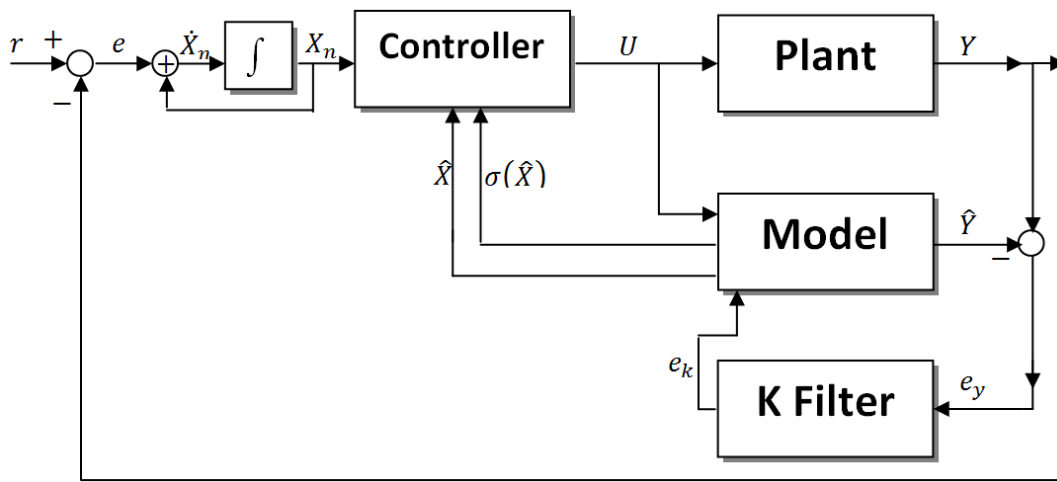 r + e Ẋn ∫ Xn Controller U Plant Y
−
X̂ σ(X̂)
Model Ŷ −
ek K Filter ey